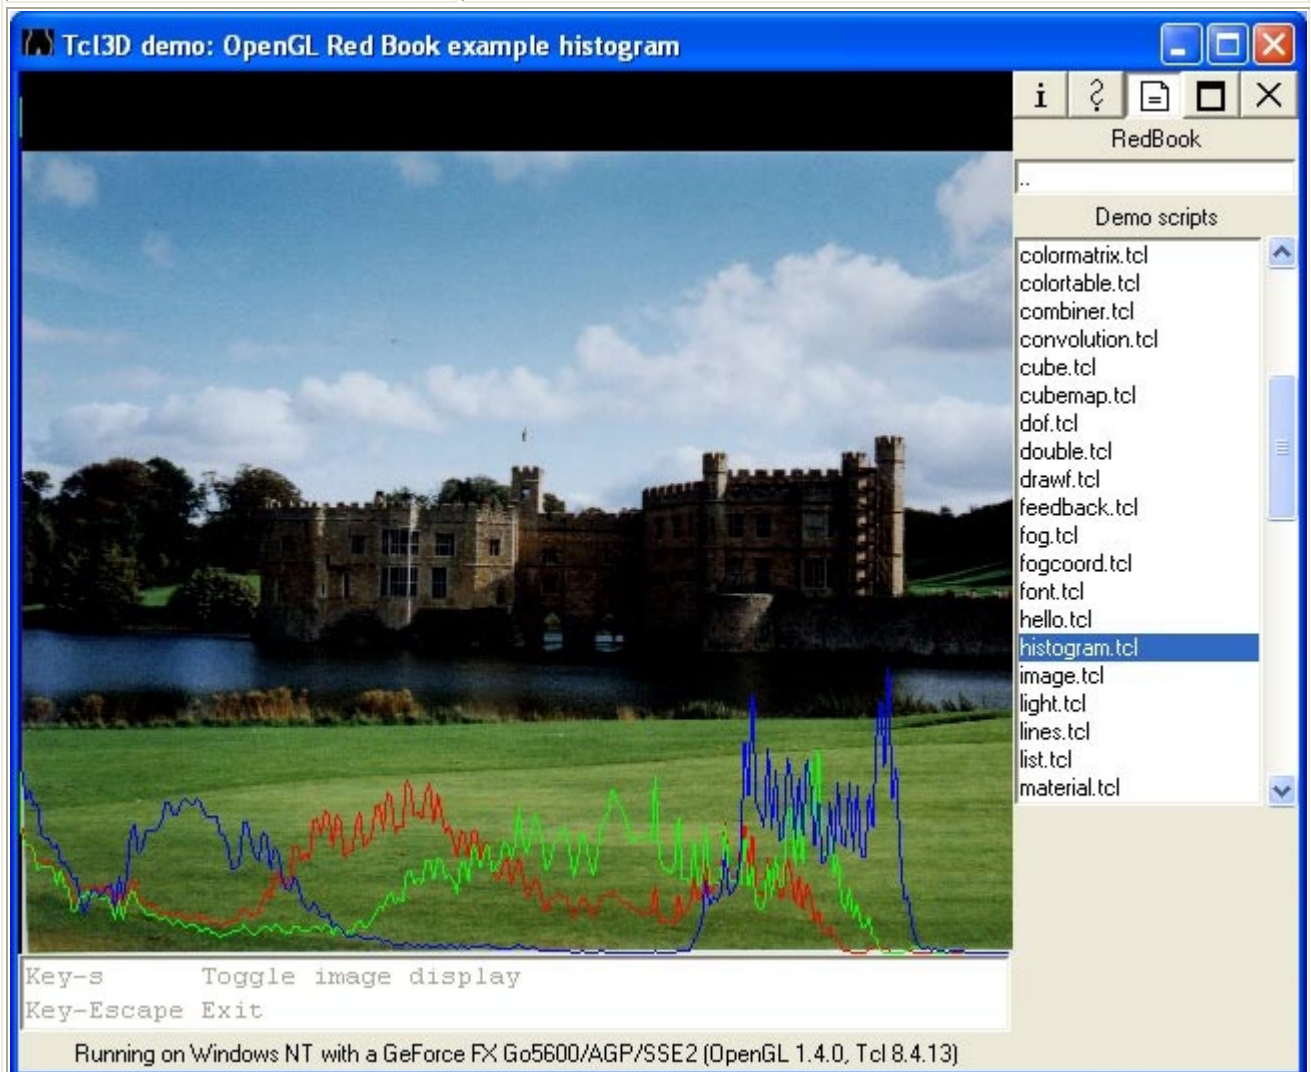 Tcl3D demo: OpenGL Red Book example histogram
i ?
RedBook
..
Demo scripts
colormatrix.tcl
colortable.tcl
combiner.tcl
convolution.tcl
cube.tcl
cubemap.tcl
dof.tcl
double.tcl
drawf.tcl
feedback.tcl
fog.tcl
fogcoord.tcl
font.tcl
hello.tcl
histogram.tcl
image.tcl
light.tcl
lines.tcl
list.tcl
material.tcl
Key-s Toggle image display
Key-Escape Exit
Running on Windows NT with a GeForce FX Go5600/AGP/SSE2 (OpenGL 1.4.0, Tcl 8.4.13)